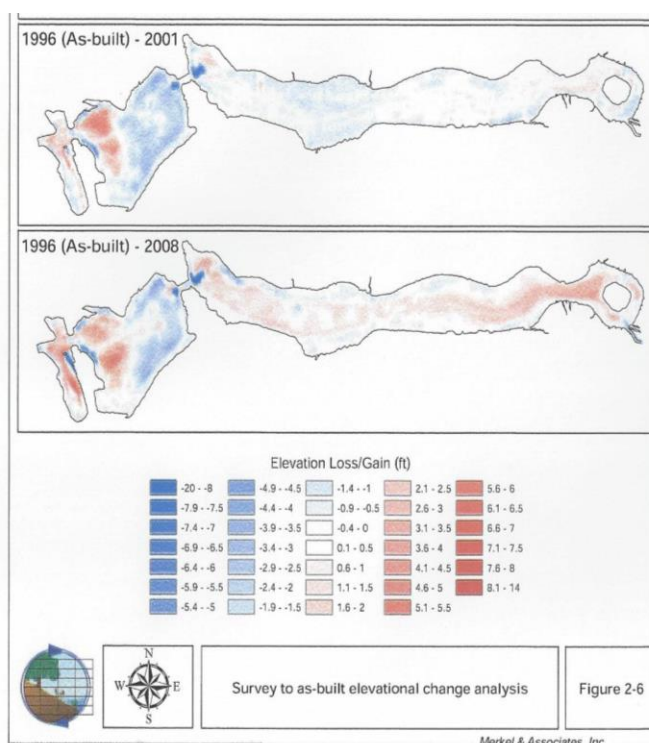 1996 (As-built) - 2001
1996 (As-built) - 2008
Elevation Loss/Gain (ft)
-20 - -8
-7.9 - -7.5
-7.4 - -7
-6.9 - -6.5
-6.4 - -6
-5.9 - -5.5
-5.4 - -5
-4.9 - -4.5
-4.4 - -4
-3.9 - -3.5
-3.4 - -3
-2.9 - -2.5
-2.4 - -2
-1.9 - -1.5
-1.4 - -1
-0.9 - -0.5
-0.4 - 0
0.1 - 0.5
0.6 - 1
1.1 - 1.5
1.6 - 2
2.1 - 2.5
2.6 - 3
3.1 - 3.5
3.6 - 4
4.1 - 4.5
4.6 - 5
5.1 - 5.5
5.6 - 6
6.1 - 6.5
6.6 - 7
7.1 - 7.5
7.6 - 8
8.1 - 14
N
W E
S
Survey to as-built elevational change analysis
Figure 2-6
Merkel & Associates, Inc.